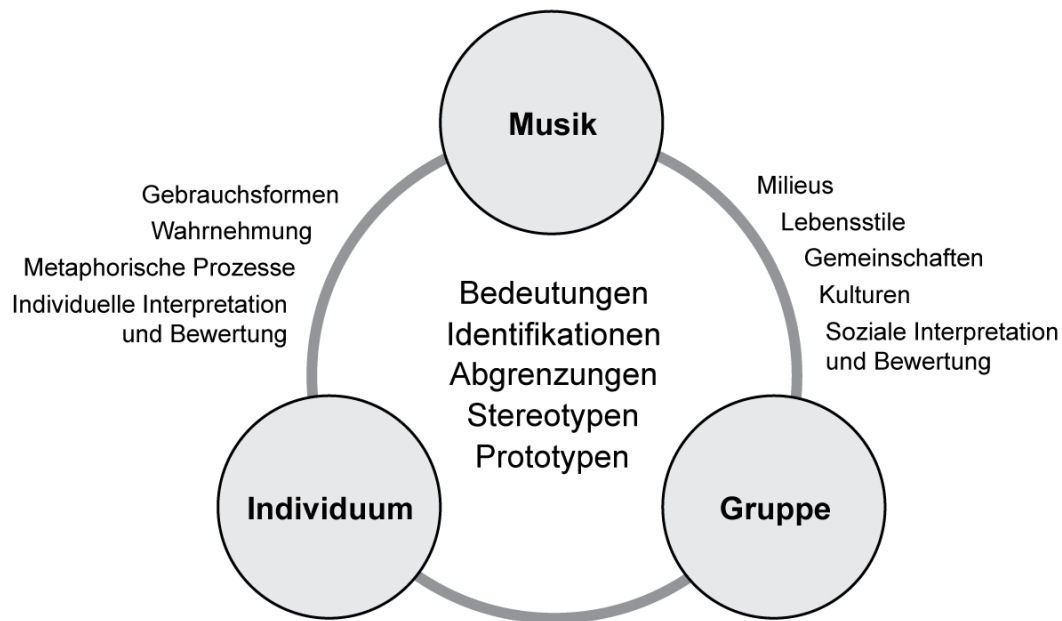 Musik
Gebrauchsformen
Wahrnehmung
Metaphorische Prozesse
Individuelle Interpretation
und Bewertung
Milieus
Lebensstile
Gemeinschaften
Kulturen
Soziale Interpretation
und Bewertung
Bedeutungen
Identifikationen
Abgrenzungen
Stereotypen
Prototypen
Individuum
Gruppe